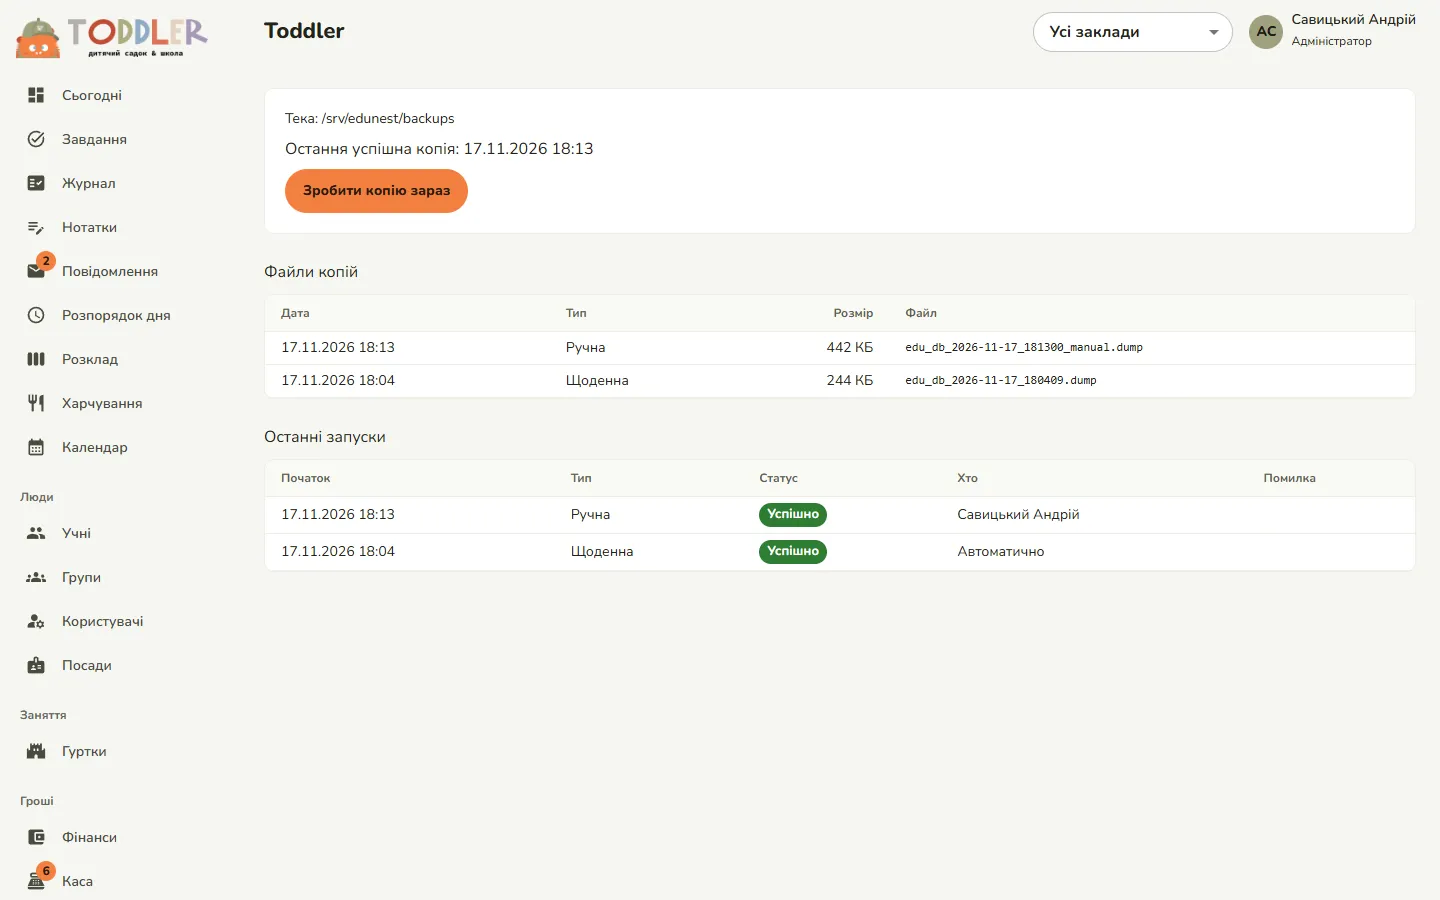 TODDLER
дитячий садок & школа
Toddler
Усі заклади
АС
Савицький Андрій
Адміністратор
Сьогодні
Завдання
Журнал
Нотатки
2
Повідомлення
Розпорядок дня
Розклад
Харчування
Календар
Люди
Учні
Групи
Користувачі
Посади
Заняття
Гуртки
Гроші
Фінанси
6
Каса
Тека: /srv/edunest/backups
Остання успішна копія: 17.11.2026 18:13
Зробити копію зараз
Файли копій
Дата Тип Розмір Файл
17.11.2026 18:13 Ручна 442 КБ edu_db_2026-11-17_181300_manual.dump
17.11.2026 18:04 Щоденна 244 КБ edu_db_2026-11-17_180409.dump
Останні запуски
Початок Тип Статус Хто Помилка
17.11.2026 18:13 Ручна Успішно Савицький Андрій
17.11.2026 18:04 Щоденна Успішно Автоматично